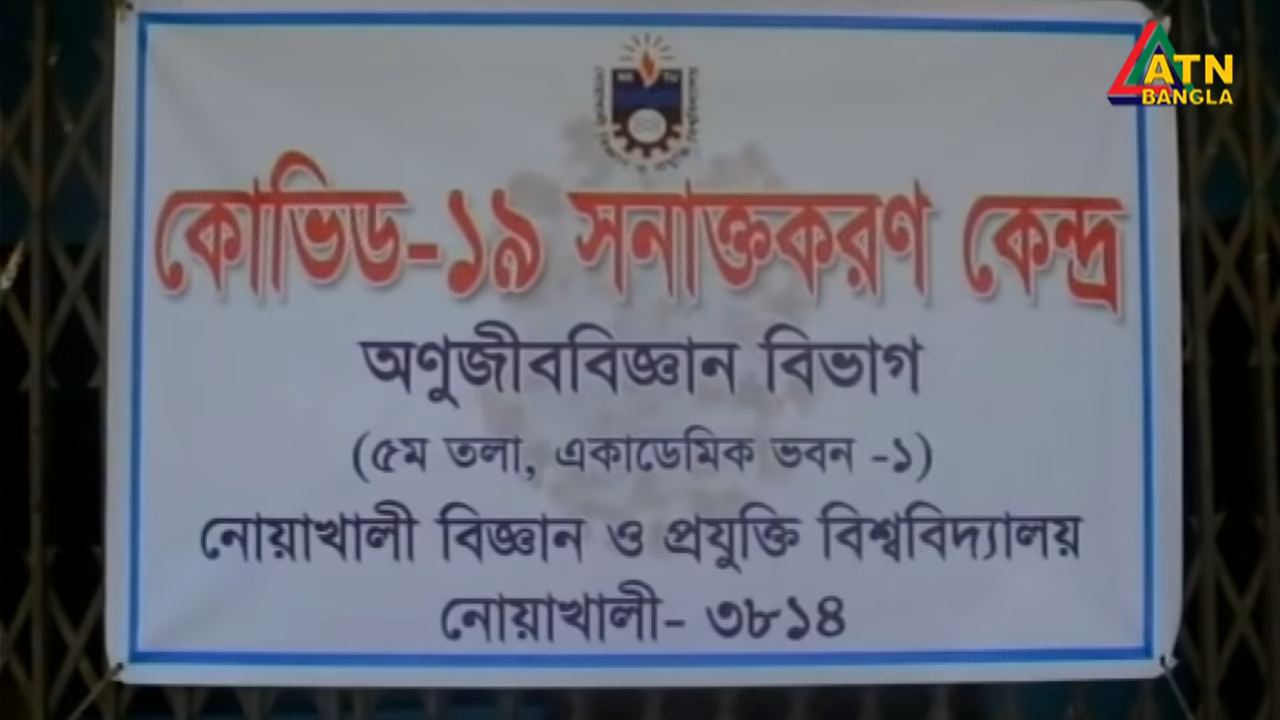 ATN
BANGLA
কোভিড-১৯ সনাক্তকরণ কেন্দ্র
অণুজীববিজ্ঞান বিভাগ
(৫ম তলা, একাডেমিক ভবন -১)
নোয়াখালী বিজ্ঞান ও প্রযুক্তি বিশ্ববিদ্যালয়
নোয়াখালী- ৩৮১৪